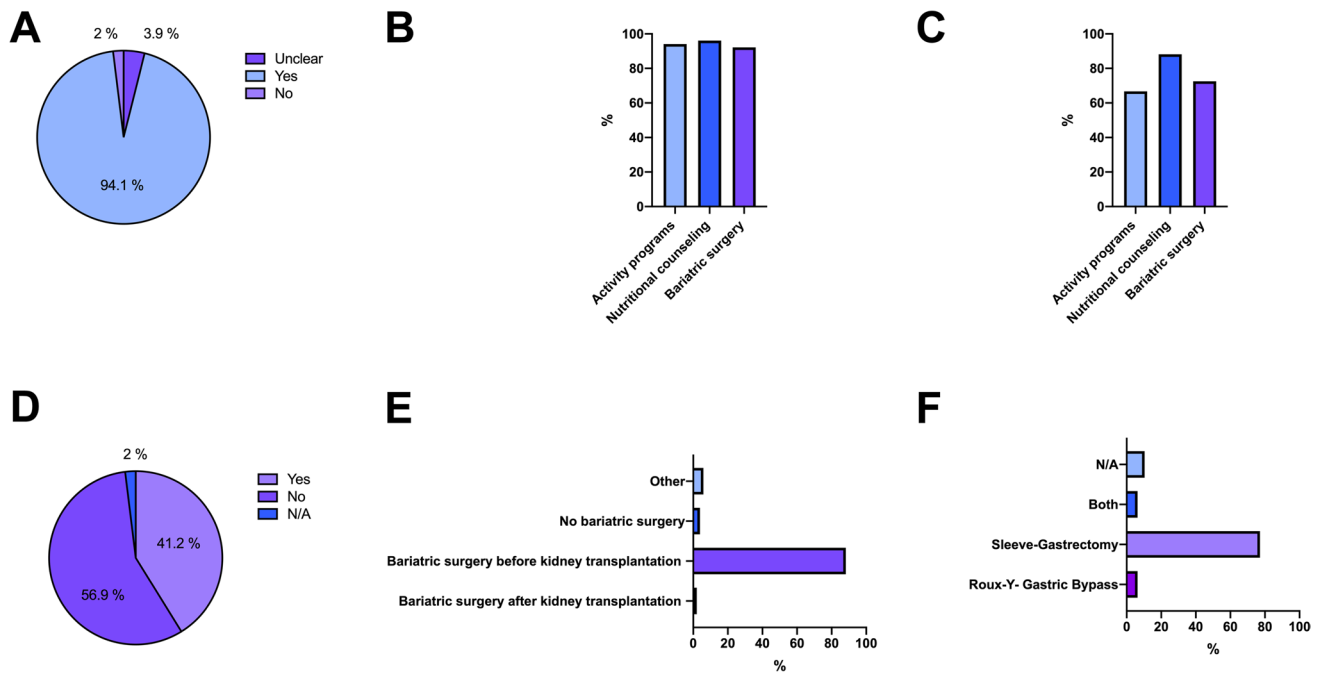 A
2 %
3.9 %
94.1 %
Unclear
Yes
No
B
100
80
60
40
20
0
%
Activity programs
Nutritional counseling
Bariatric surgery
C
100
80
60
40
20
0
%
Activity programs
Nutritional counseling
Bariatric surgery
D
2 %
41.2 %
56.9 %
Yes
No
N/A
E
Other
No bariatric surgery
Bariatric surgery before kidney transplantation
Bariatric surgery after kidney transplantation
0 20 40 60 80 100
%
F
N/A
Both
Sleeve-Gastrectomy
Roux-Y- Gastric Bypass
0 20 40 60 80 100
%